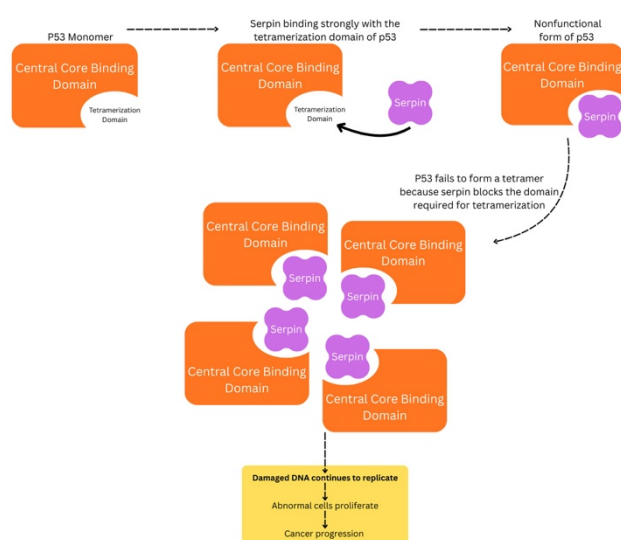 P53 Monomer
Serpin binding strongly with the
tetramerization domain of p53
Nonfunctional
form of p53
Central Core Binding
Domain
Tetramerization
Domain
Central Core Binding
Domain
Tetramerization
Domain
Serpin
Central Core Binding
Domain
Serpin
P53 fails to form a tetramer
because serpin blocks the domain
required for tetramerization
Central Core Binding
Domain
Serpin
Central Core Binding
Domain
Serpin
Serpin
Central Core Binding
Domain
Serpin
Central Core Binding
Domain
Damaged DNA continues to replicate
Abnormal cells proliferate
Cancer progression